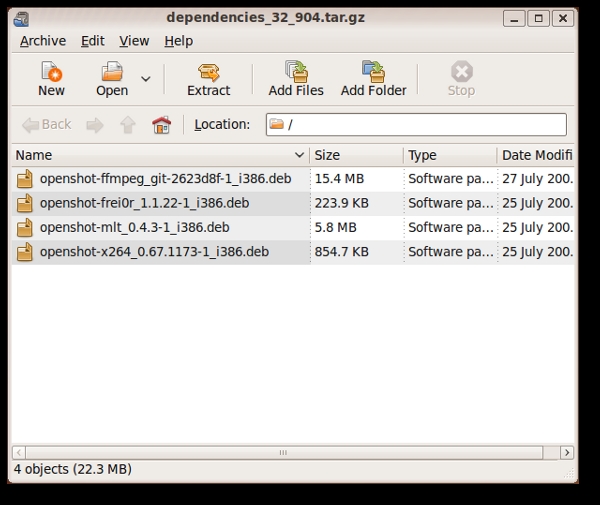 dependencies_32_904.tar.gz
Archive Edit View Help
New Open Extract Add Files Add Folder Stop
Back Location: /
Name Size Type Date Modifi
openshot-ffmpeg_git-2623d8f-1_i386.deb 15.4 MB Software pa... 27 July 200.
openshot-frei0r_1.1.22-1_i386.deb 223.9 KB Software pa... 25 July 200.
openshot-mlt_0.4.3-1_i386.deb 5.8 MB Software pa... 25 July 200.
openshot-x264_0.67.1173-1_i386.deb 854.7 KB Software pa... 25 July 200.
4 objects (22.3 MB)